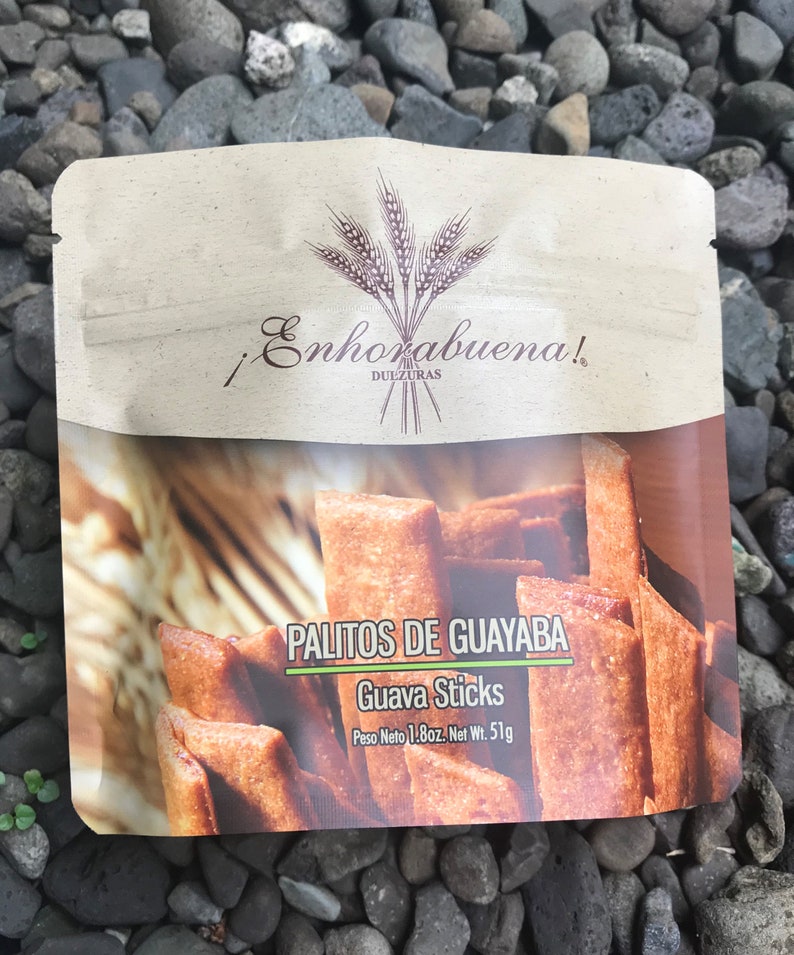 ¡Enhorabuena!®
DULZURAS
PALITOS DE GUAYABA
Guava Sticks
Peso Neto 1.8oz. Net Wt. 51g